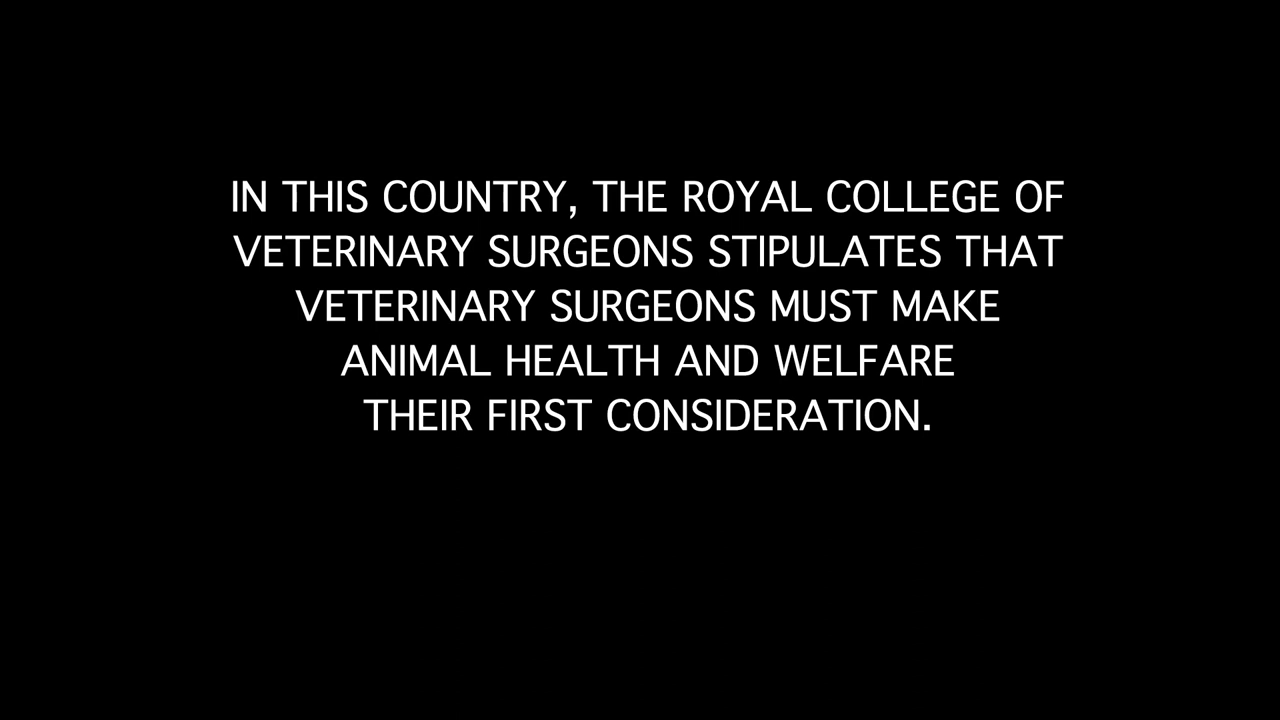 IN THIS COUNTRY, THE ROYAL COLLEGE OF
VETERINARY SURGEONS STIPULATES THAT
VETERINARY SURGEONS MUST MAKE
ANIMAL HEALTH AND WELFARE
THEIR FIRST CONSIDERATION.